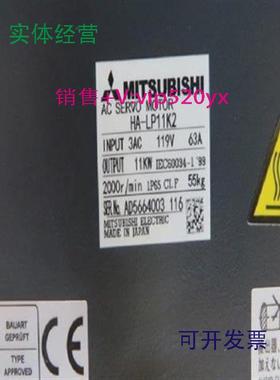 实体经营
MITSUBISHI
销售+V:vip520yx
AC SERVO MOTOR
HA-LP11K2
INPUT 3AC 119V 63A
OUTPUT 11KW IEC60034-1'99
2000r/min IP65 Cl.F 55kg
SER.No. AD5664003 116
MITSUBISHI ELECTRIC
MADE IN JAPAN
BAUART
GEPRÜFT
TYPE
APPROVED
可开发票